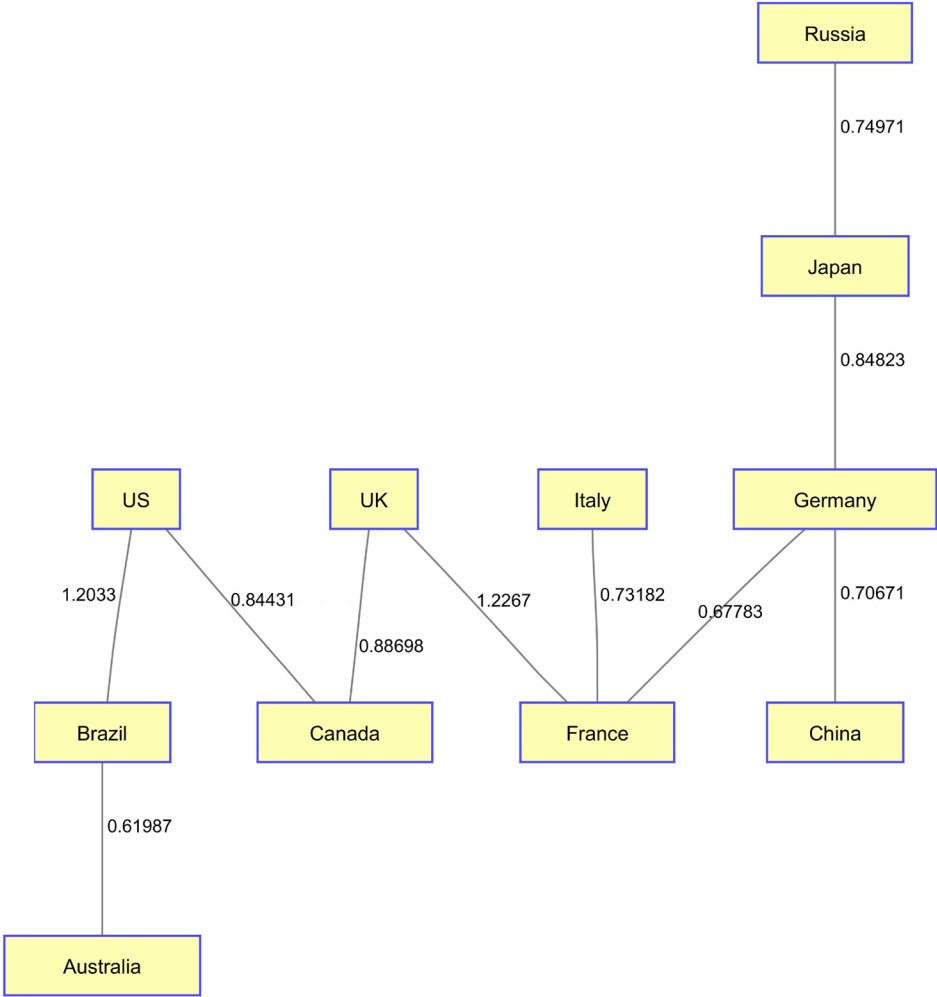 Russia
0.74971
Japan
0.84823
US
UK
Italy
Germany
1.2033
0.84431
0.88698
1.2267
0.73182
0.67783
0.70671
Brazil
Canada
France
China
0.61987
Australia